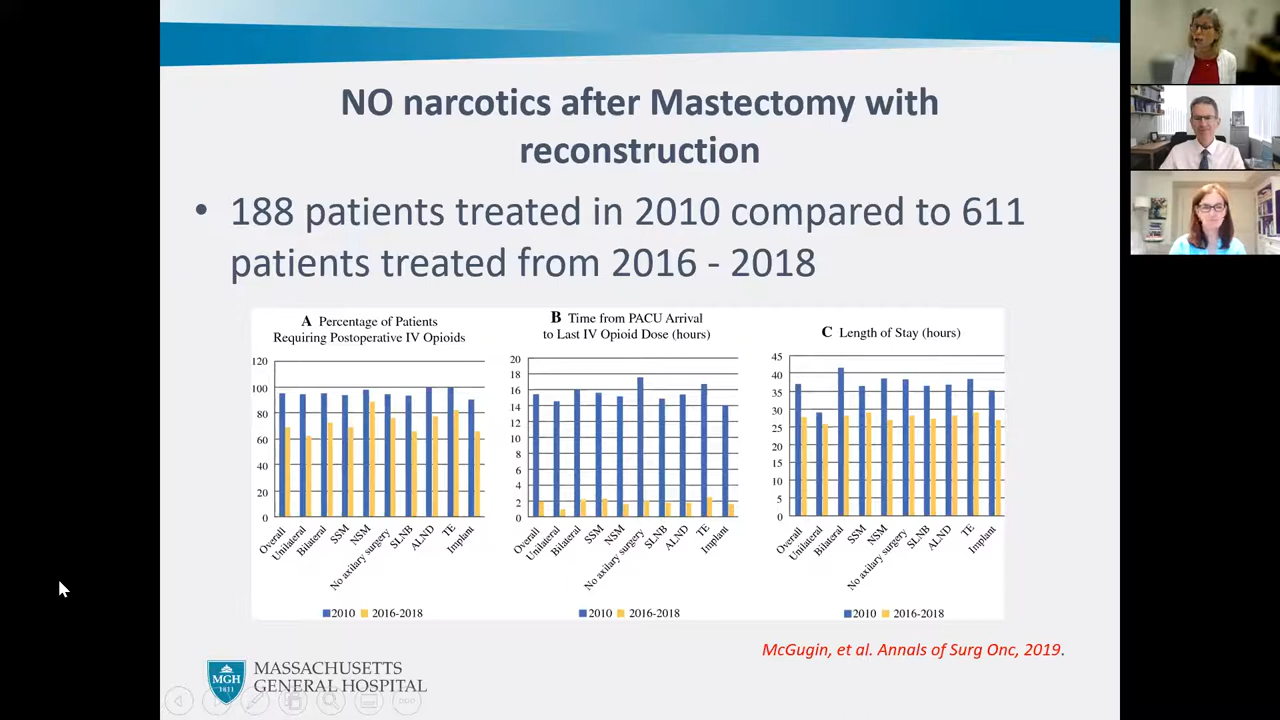 NO narcotics after Mastectomy with
reconstruction
• 188 patients treated in 2010 compared to 611
patients treated from 2016 - 2018
A Percentage of Patients
Requiring Postoperative IV Opioids
120
100
80
60
40
20
0
Overall
Unilateral
Bilateral
SSM
NSM
No axilary surgery
SLNB
ALND
TE
Implant
2010 2016-2018
B Time from PACU Arrival
to Last IV Opioid Dose (hours)
20
18
16
14
12
10
8
6
4
2
0
Overall
Unilateral
Bilateral
SSM
NSM
No axilary surgery
SLNB
ALND
TE
Implant
2010 2016-2018
C Length of Stay (hours)
45
40
35
30
25
20
15
10
5
0
Overall
Unilateral
Bilateral
SSM
NSM
No axilary surgery
SLNB
ALND
TE
Implant
2010 2016-2018
McGugin, et al. Annals of Surg Onc, 2019.
MGH
1811
MASSACHUSETTS
GENERAL HOSPITAL